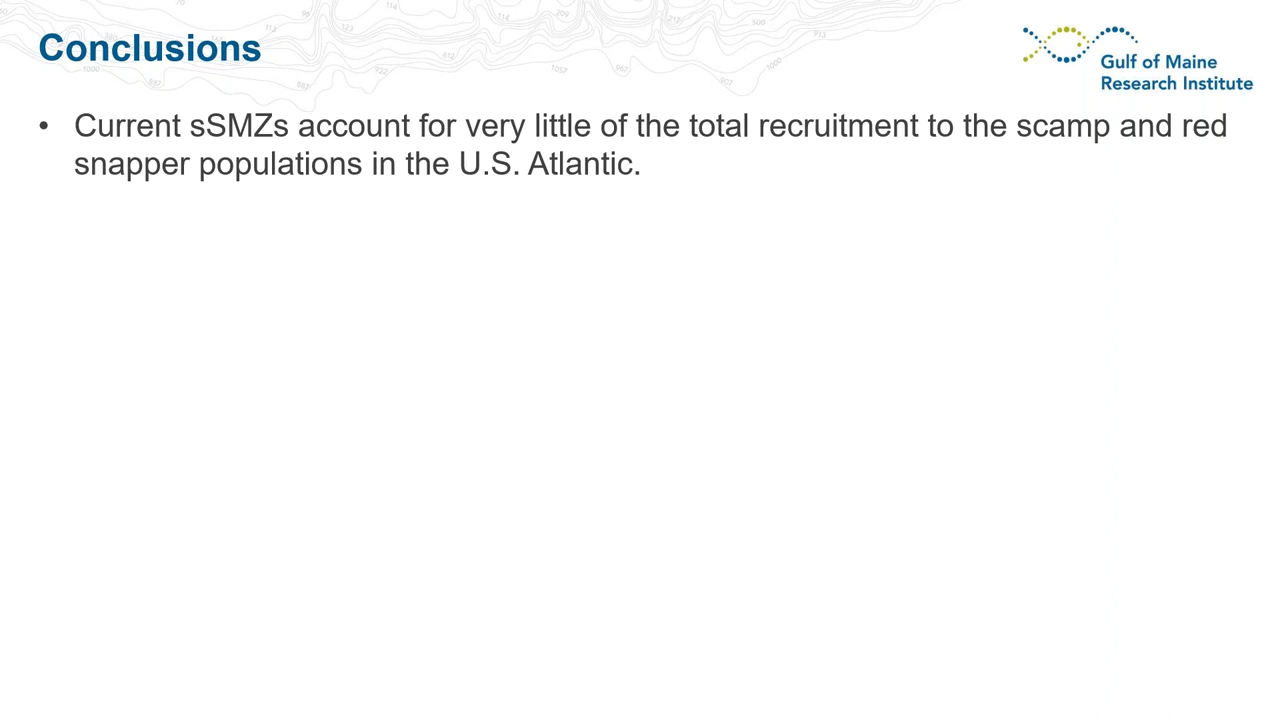 Conclusions
Gulf of Maine
Research Institute
• Current sSMZs account for very little of the total recruitment to the scamp and red
snapper populations in the U.S. Atlantic.